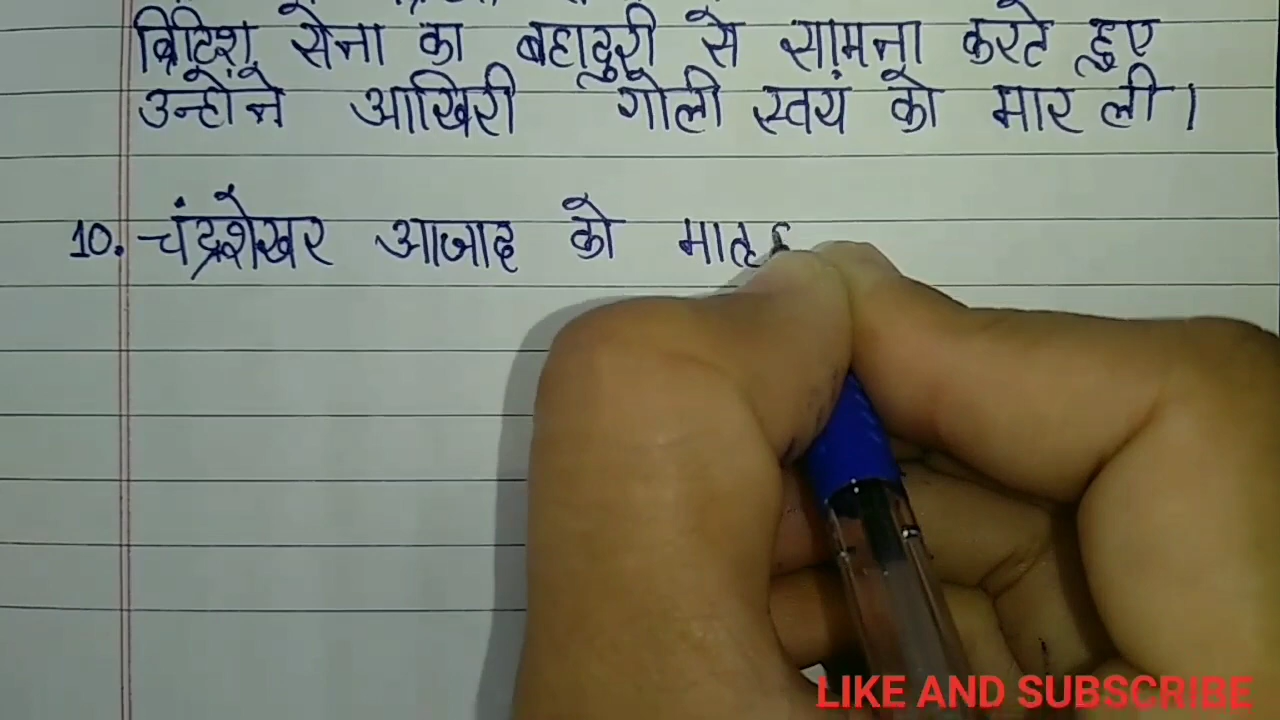 ब्रिटिश सेना का बहादुरी से सामना करते हुए
उन्होंने आखिरी गोली स्वयं को मार ली।
10. चंद्रशेखर आजाद को
LIKE AND SUBSCRIBE